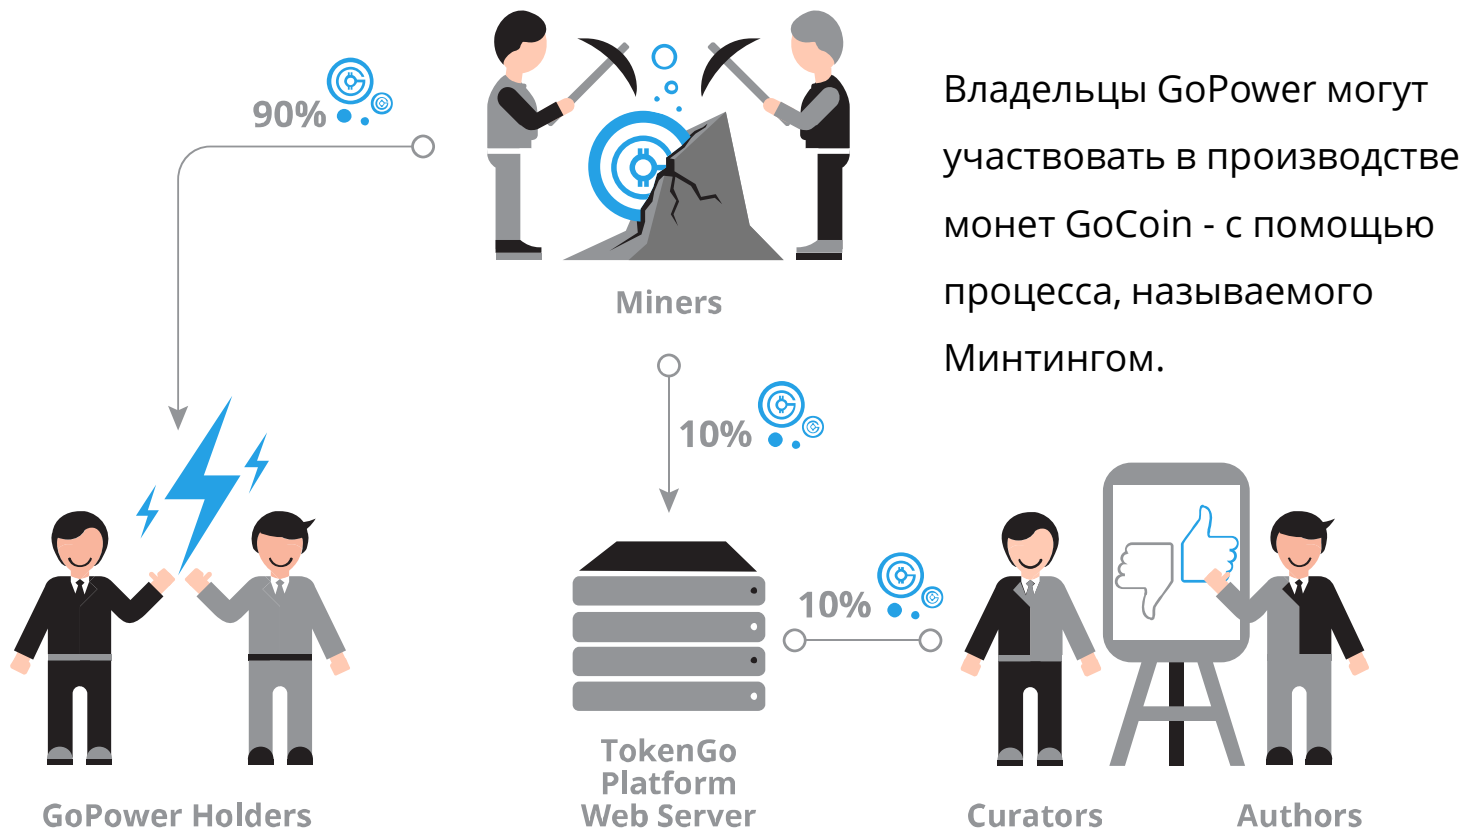 90%
Владельцы GoPower могут
участвовать в производстве
монет GoCoin - с помощью
процесса, называемого
Минтингом.
Miners
10%
10%
TokenGo
Platform
Web Server
GoPower Holders
Curators
Authors